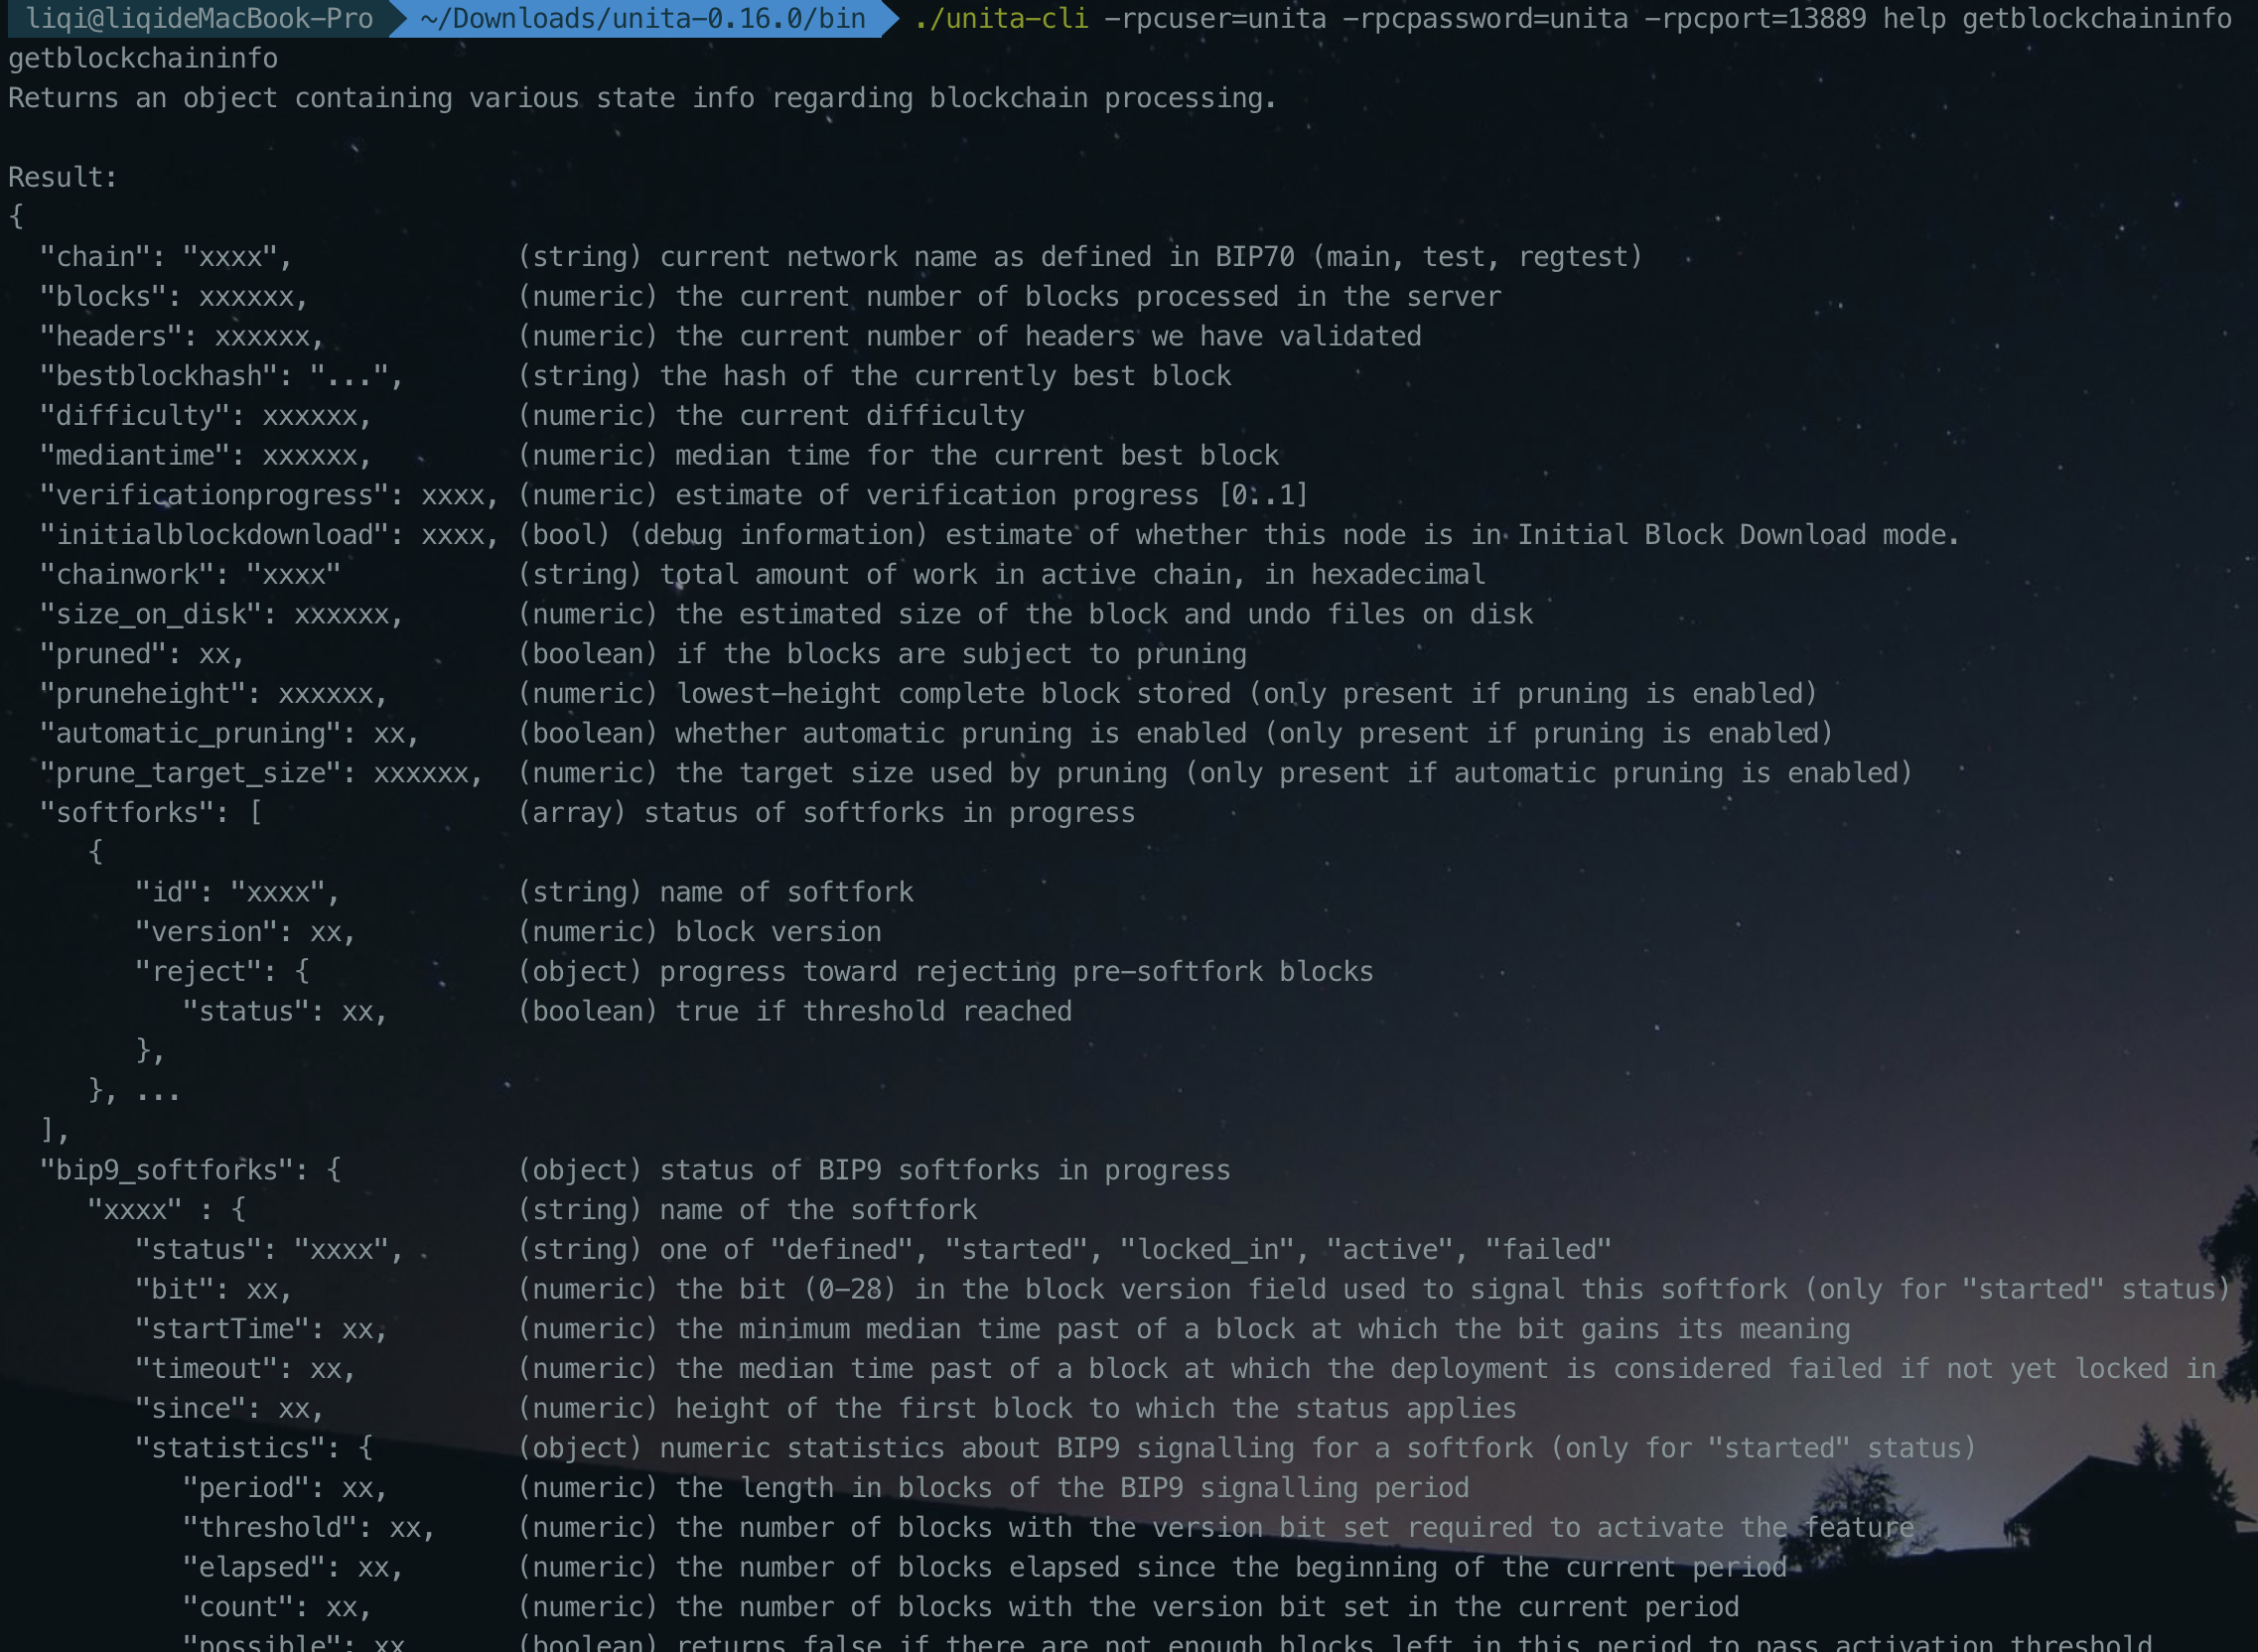 liqi@liqideMacBook-Pro ~/Downloads/unita-0.16.0/bin ./unita-cli -rpcuser=unita -rpcpassword=unita -rpcport=13889 help getblockchaininfo
getblockchaininfo
Returns an object containing various state info regarding blockchain processing.

Result:
{
  "chain": "xxxx",              (string) current network name as defined in BIP70 (main, test, regtest)
  "blocks": xxxxxx,             (numeric) the current number of blocks processed in the server
  "headers": xxxxxx,            (numeric) the current number of headers we have validated
  "bestblockhash": "...",       (string) the hash of the currently best block
  "difficulty": xxxxxx,         (numeric) the current difficulty
  "mediantime": xxxxxx,         (numeric) median time for the current best block
  "verificationprogress": xxxx, (numeric) estimate of verification progress [0..1]
  "initialblockdownload": xxxx, (bool) (debug information) estimate of whether this node is in Initial Block Download mode.
  "chainwork": "xxxx"           (string) total amount of work in active chain, in hexadecimal
  "size_on_disk": xxxxxx,       (numeric) the estimated size of the block and undo files on disk
  "pruned": xx,                 (boolean) if the blocks are subject to pruning
  "pruneheight": xxxxxx,        (numeric) lowest-height complete block stored (only present if pruning is enabled)
  "automatic_pruning": xx,      (boolean) whether automatic pruning is enabled (only present if pruning is enabled)
  "prune_target_size": xxxxxx,  (numeric) the target size used by pruning (only present if automatic pruning is enabled)
  "softforks": [                (array) status of softforks in progress
     {
        "id": "xxxx",           (string) name of softfork
        "version": xx,          (numeric) block version
        "reject": {             (object) progress toward rejecting pre-softfork blocks
           "status": xx,        (boolean) true if threshold reached
        },
     }, ...
  ],
  "bip9_softforks": {           (object) status of BIP9 softforks in progress
     "xxxx" : {                 (string) name of the softfork
        "status": "xxxx",       (string) one of "defined", "started", "locked_in", "active", "failed"
        "bit": xx,              (numeric) the bit (0-28) in the block version field used to signal this softfork (only for "started" status)
        "startTime": xx,        (numeric) the minimum median time past of a block at which the bit gains its meaning
        "timeout": xx,          (numeric) the median time past of a block at which the deployment is considered failed if not yet locked in
        "since": xx,            (numeric) height of the first block to which the status applies
        "statistics": {         (object) numeric statistics about BIP9 signalling for a softfork (only for "started" status)
           "period": xx,        (numeric) the length in blocks of the BIP9 signalling period
           "threshold": xx,     (numeric) the number of blocks with the version bit set required to activate the feature
           "elapsed": xx,       (numeric) the number of blocks elapsed since the beginning of the current period
           "count": xx,         (numeric) the number of blocks with the version bit set in the current period
           "possible": xx       (boolean) returns false if there are not enough blocks left in this period to pass activation threshold